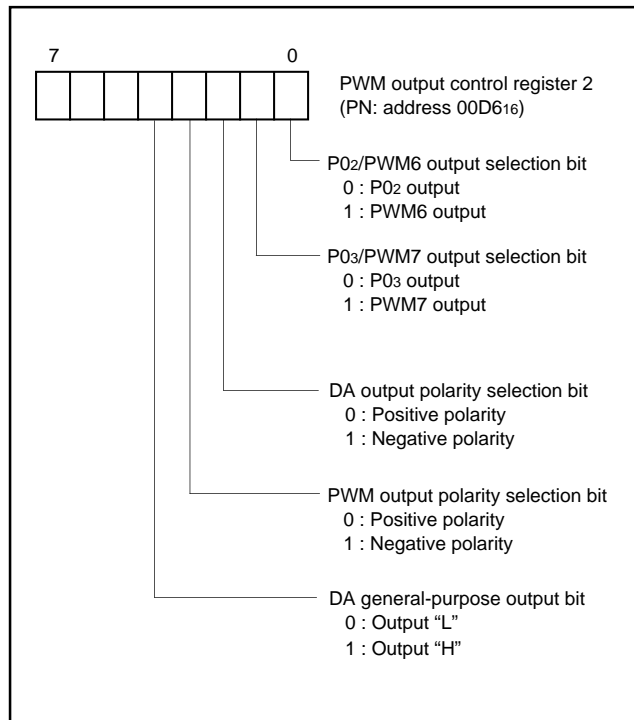 7 0
PWM output control register 2
(PN: address 00D6₁₆)
P0₂/PWM6 output selection bit
0 : P0₂ output
1 : PWM6 output
P0₃/PWM7 output selection bit
0 : P0₃ output
1 : PWM7 output
DA output polarity selection bit
0 : Positive polarity
1 : Negative polarity
PWM output polarity selection bit
0 : Positive polarity
1 : Negative polarity
DA general-purpose output bit
0 : Output “L”
1 : Output “H”